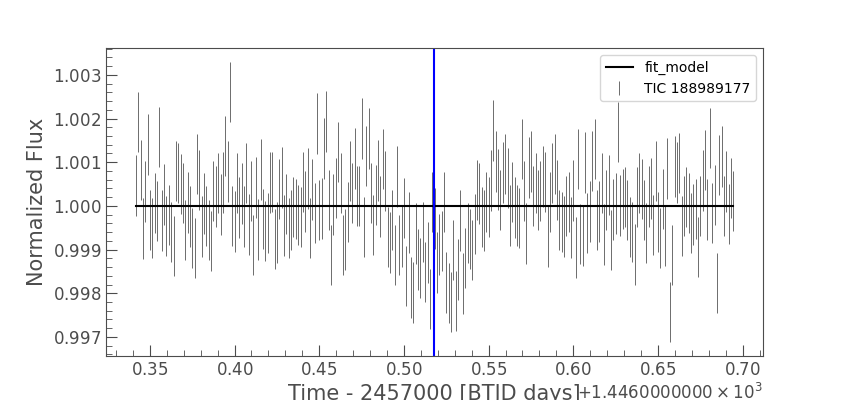 fit_model
TIC 188989177
Normalized Flux
1.003
1.002
1.001
1.000
0.999
0.998
0.997
0.35 0.40 0.45 0.50 0.55 0.60 0.65 0.70
Time - 2457000 [BTJD days]
+1.4460000000 × 10³